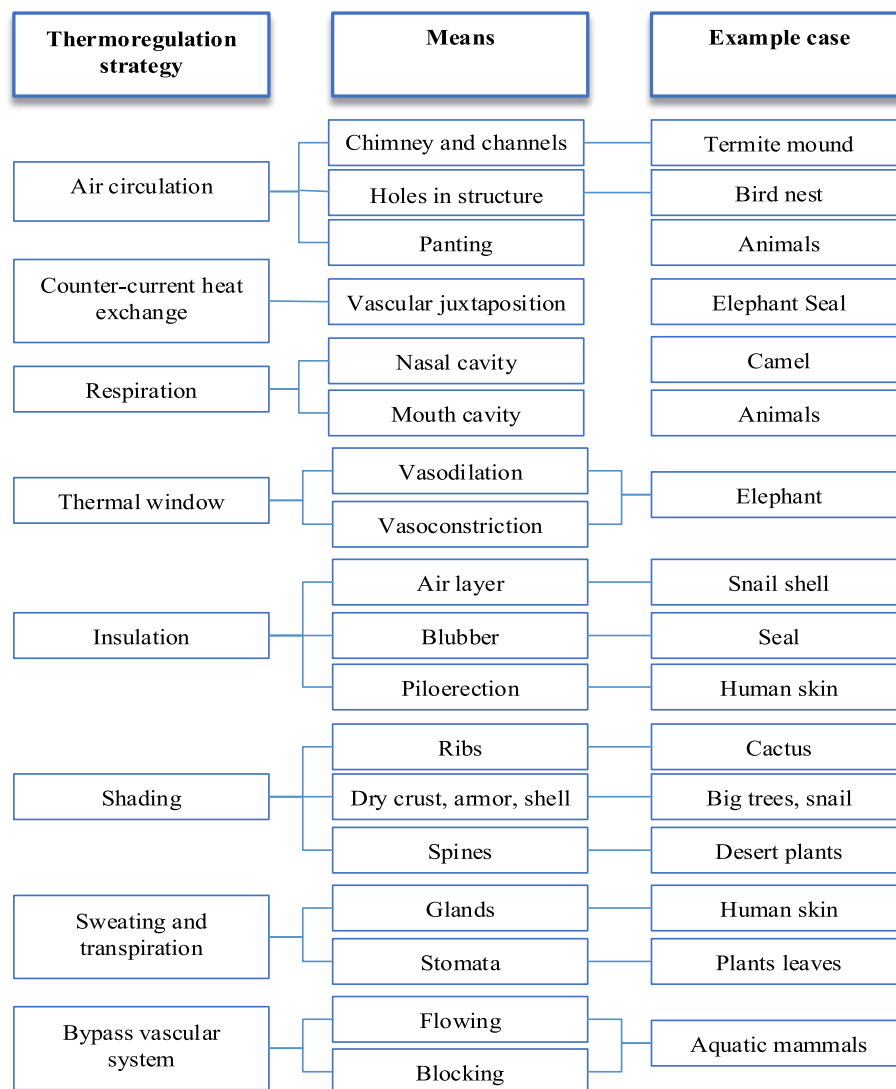 Thermoregulation
strategy
Means
Example case
Air circulation
Chimney and channels
Termite mound
Holes in structure
Bird nest
Panting
Animals
Counter-current heat
exchange
Vascular juxtaposition
Elephant Seal
Respiration
Nasal cavity
Camel
Mouth cavity
Animals
Thermal window
Vasodilation
Vasoconstriction
Elephant
Insulation
Air layer
Snail shell
Blubber
Seal
Piloerection
Human skin
Shading
Ribs
Cactus
Dry crust, armor, shell
Big trees, snail
Spines
Desert plants
Sweating and
transpiration
Glands
Human skin
Stomata
Plants leaves
Bypass vascular
system
Flowing
Blocking
Aquatic mammals